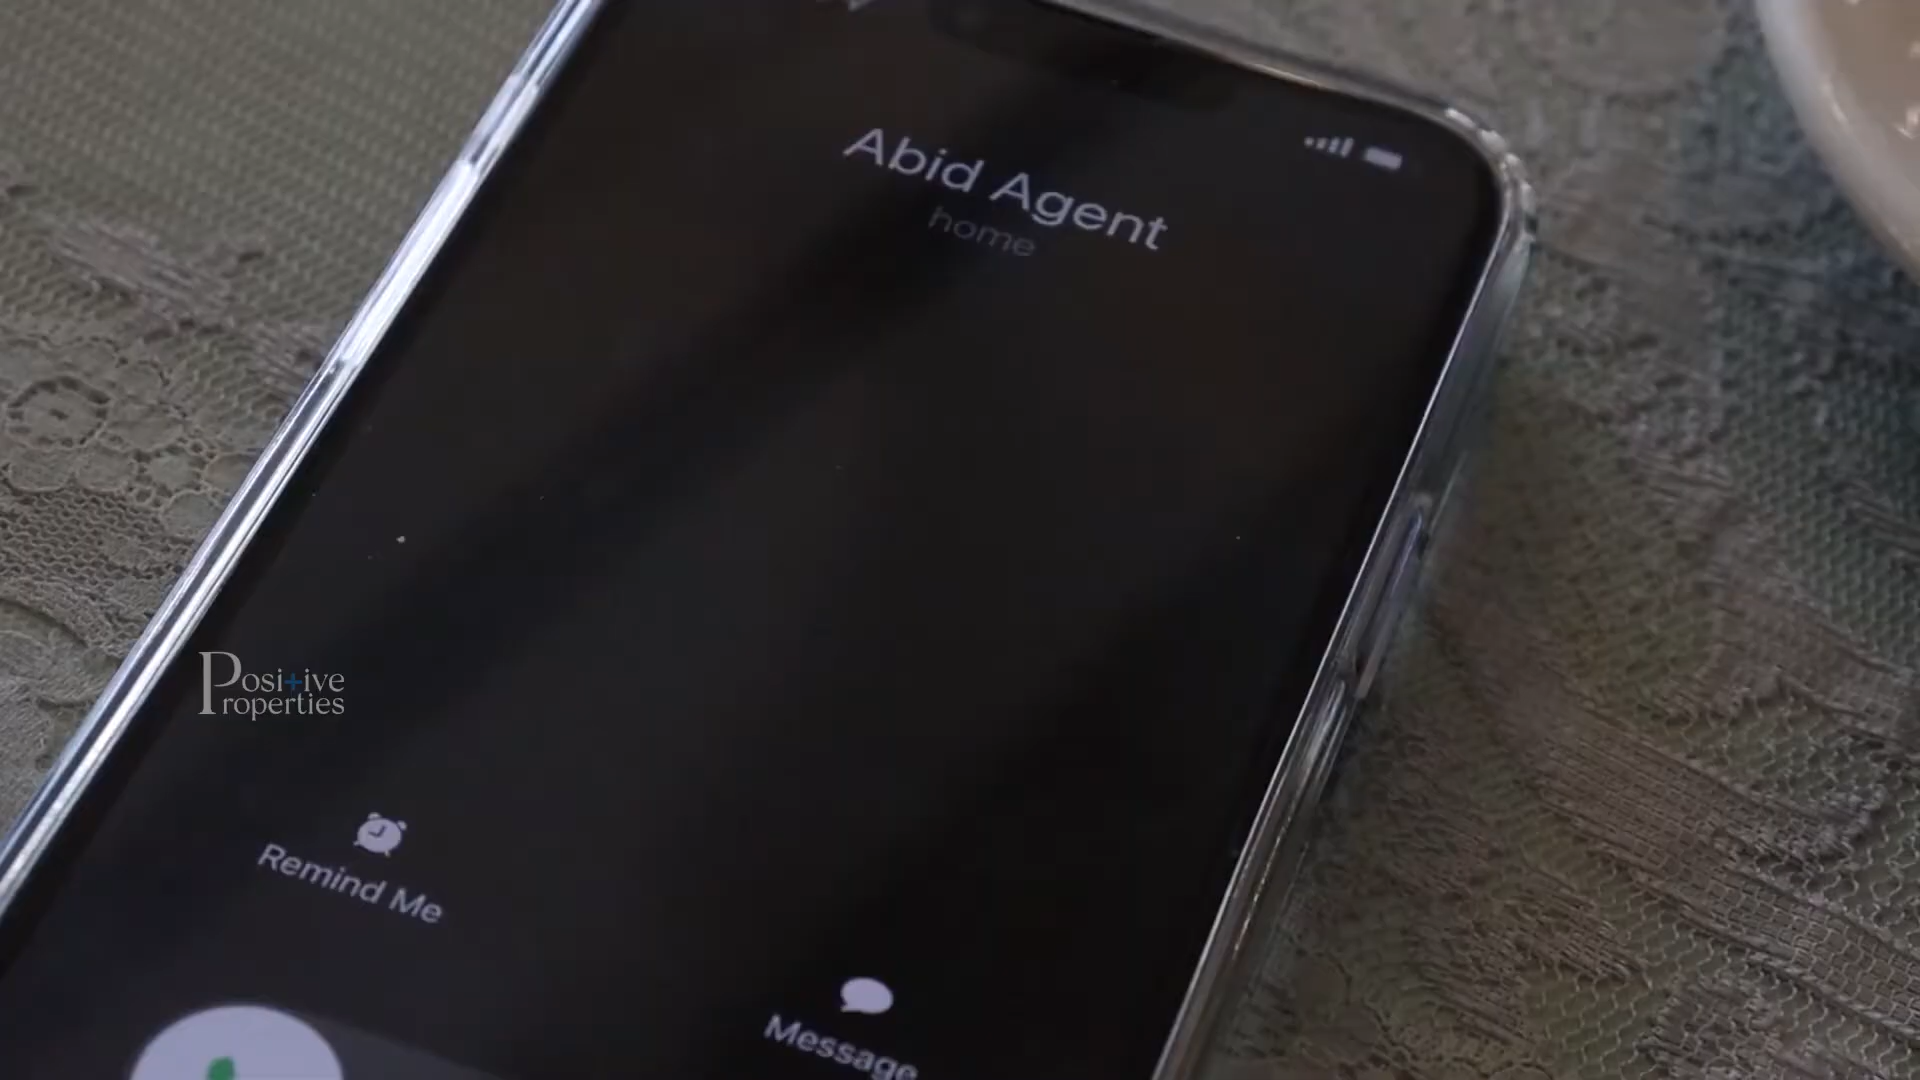 Abid Agent
home
Positive
Properties
Remind Me
Message